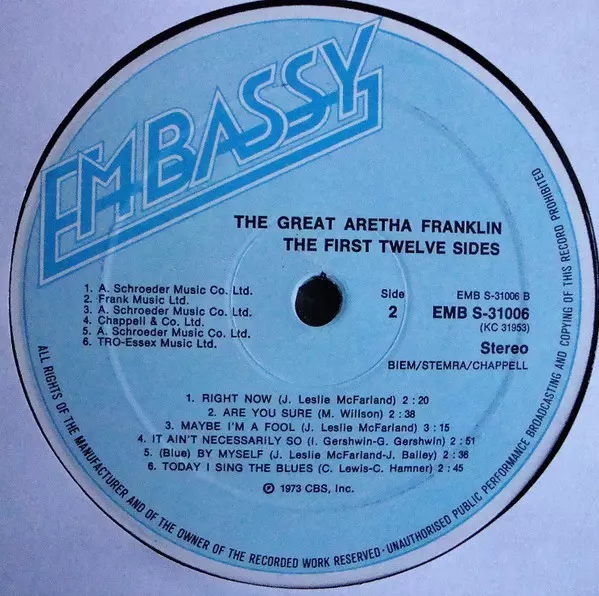 EMBASSY
THE GREAT ARETHA FRANKLIN
THE FIRST TWELVE SIDES
1. A. Schroeder Music Co. Ltd.
2. Frank Music Ltd.
3. A. Schroeder Music Co. Ltd.
4. Chappell & Co. Ltd.
5. A. Schroeder Music Co. Ltd.
6. TRO-Essex Music Ltd.
Side
2
EMB S-31006 B
EMB S-31006
(KC 31953)
Stereo
BIEM/STEMRA/CHAPPELL
1. RIGHT NOW (J. Leslie McFarland) 2:20
2. ARE YOU SURE (M. Willson) 2:38
3. MAYBE I'M A FOOL (J. Leslie McFarland) 3:15
4. IT AIN'T NECESSARILY SO (I. Gershwin-G. Gershwin) 2:51
5. (Blue) BY MYSELF (J. Leslie McFarland-J. Bailey) 2:36
6. TODAY I SING THE BLUES (C. Lewis-C. Hamner) 2:45
℗ 1973 CBS, Inc.
ALL RIGHTS OF THE MANUFACTURER AND OF THE OWNER OF THE RECORDED WORK RESERVED · UNAUTHORISED PUBLIC PERFORMANCE BROADCASTING AND COPYING OF THIS RECORD PROHIBITED